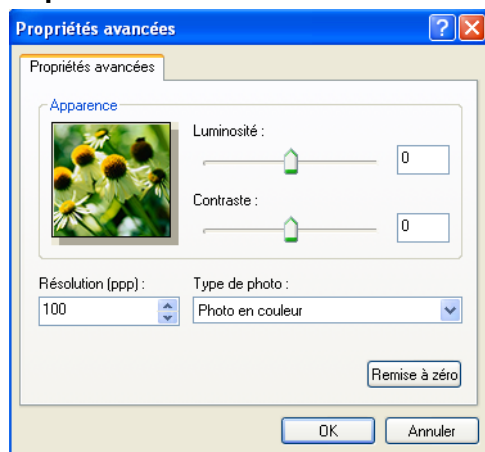 Propriétés avancées
Propriétés avancées
Apparence
Luminosité :
0
Contraste :
0
Résolution (ppp) :
Type de photo :
100
Photo en couleur
Remise à zéro
OK
Annuler